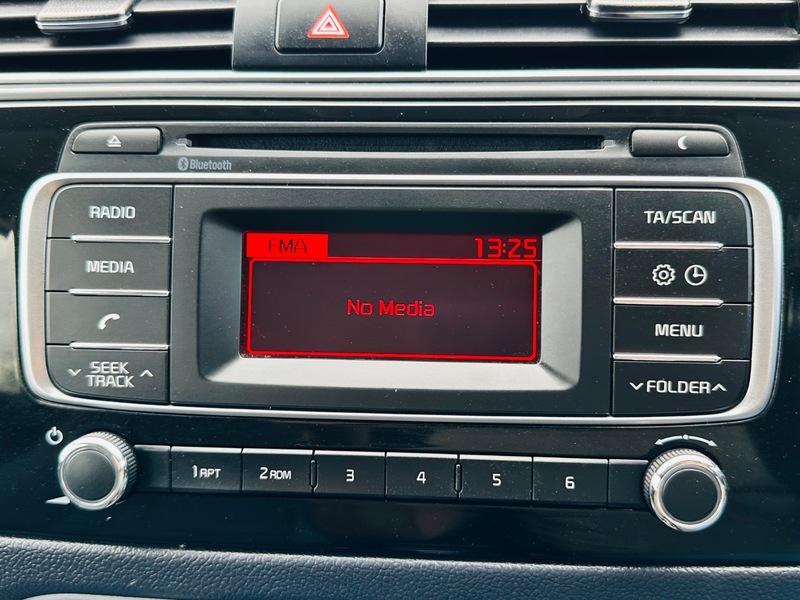 Bluetooth
RADIO
TA/SCAN
FMA
13:25
MEDIA
No Media
MENU
SEEK
TRACK
FOLDER
1 RPT
2 RDM
3
4
5
6